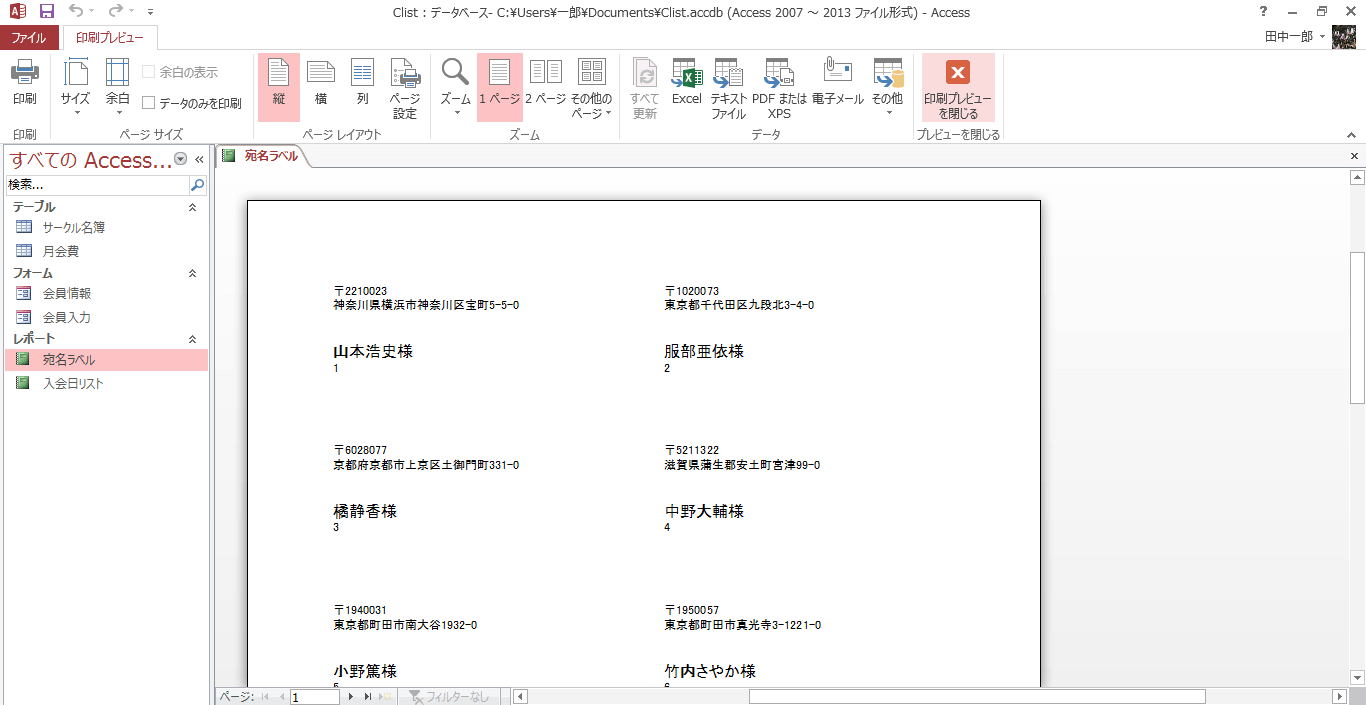 Clist : データベース- C:¥Users¥一郎¥Documents¥Clist.accdb (Access 2007 ～ 2013 ファイル形式) - Access
ファイル
印刷プレビュー
田中一郎
印刷
サイズ
余白
余白の表示
データのみを印刷
縦
横
列
ページ
設定
ズーム
1 ページ
2 ページ
その他の
ページ
すべて
更新
Excel
テキスト
ファイル
PDF または
XPS
電子メール
その他
印刷プレビュー
を閉じる
印刷
ページ サイズ
ページ レイアウト
ズーム
データ
プレビューを閉じる
すべての Access...
検索...
テーブル
サークル名簿
月会費
フォーム
会員情報
会員入力
レポート
宛名ラベル
入会日リスト
宛名ラベル
〒2210023
神奈川県横浜市神奈川区宝町5-5-0
山本浩史様
1
〒1020073
東京都千代田区九段北3-4-0
服部亜依様
2
〒6028077
京都府京都市上京区土御門町331-0
橘静香様
3
〒5211322
滋賀県蒲生郡安土町宮津99-0
中野大輔様
4
〒1940031
東京都町田市南大谷1932-0
小野篤様
5
〒1950057
東京都町田市真光寺3-1221-0
竹内さやか様
6
ページ:
1
フィルターなし